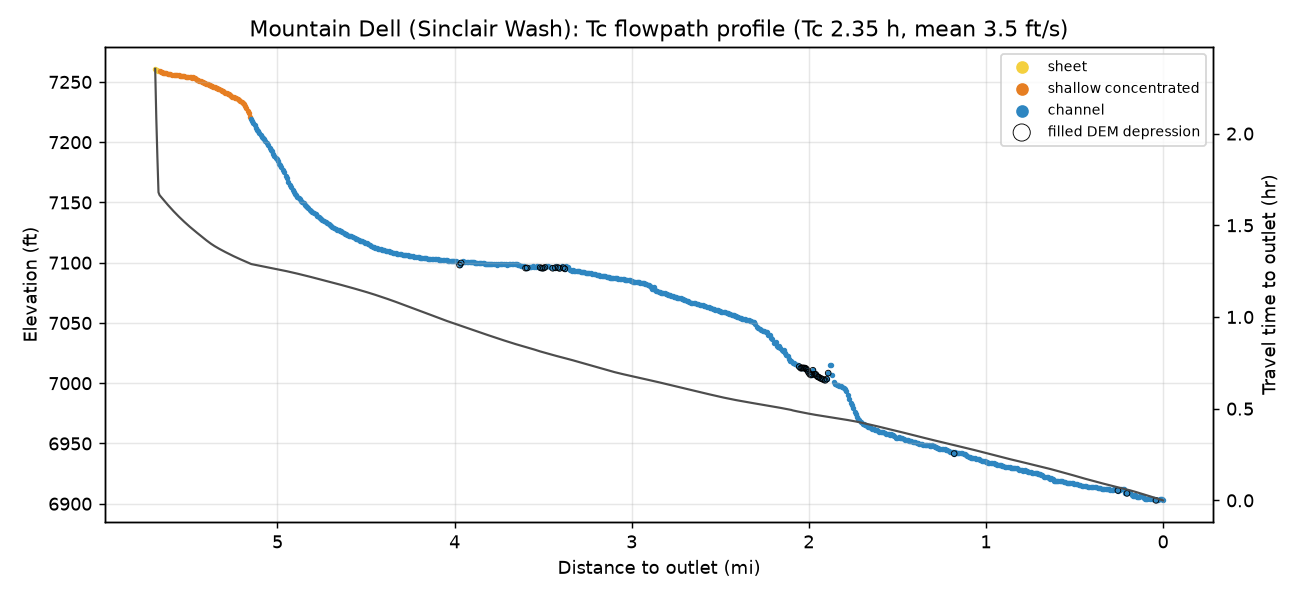 Mountain Dell (Sinclair Wash): Tc flowpath profile (Tc 2.35 h, mean 3.5 ft/s)
sheet
shallow concentrated
channel
filled DEM depression
Elevation (ft)
7250
7200
7150
7100
7050
7000
6950
6900
2.0
1.5
1.0
0.5
0.0
Travel time to outlet (hr)
5
4
3
2
1
0
Distance to outlet (mi)